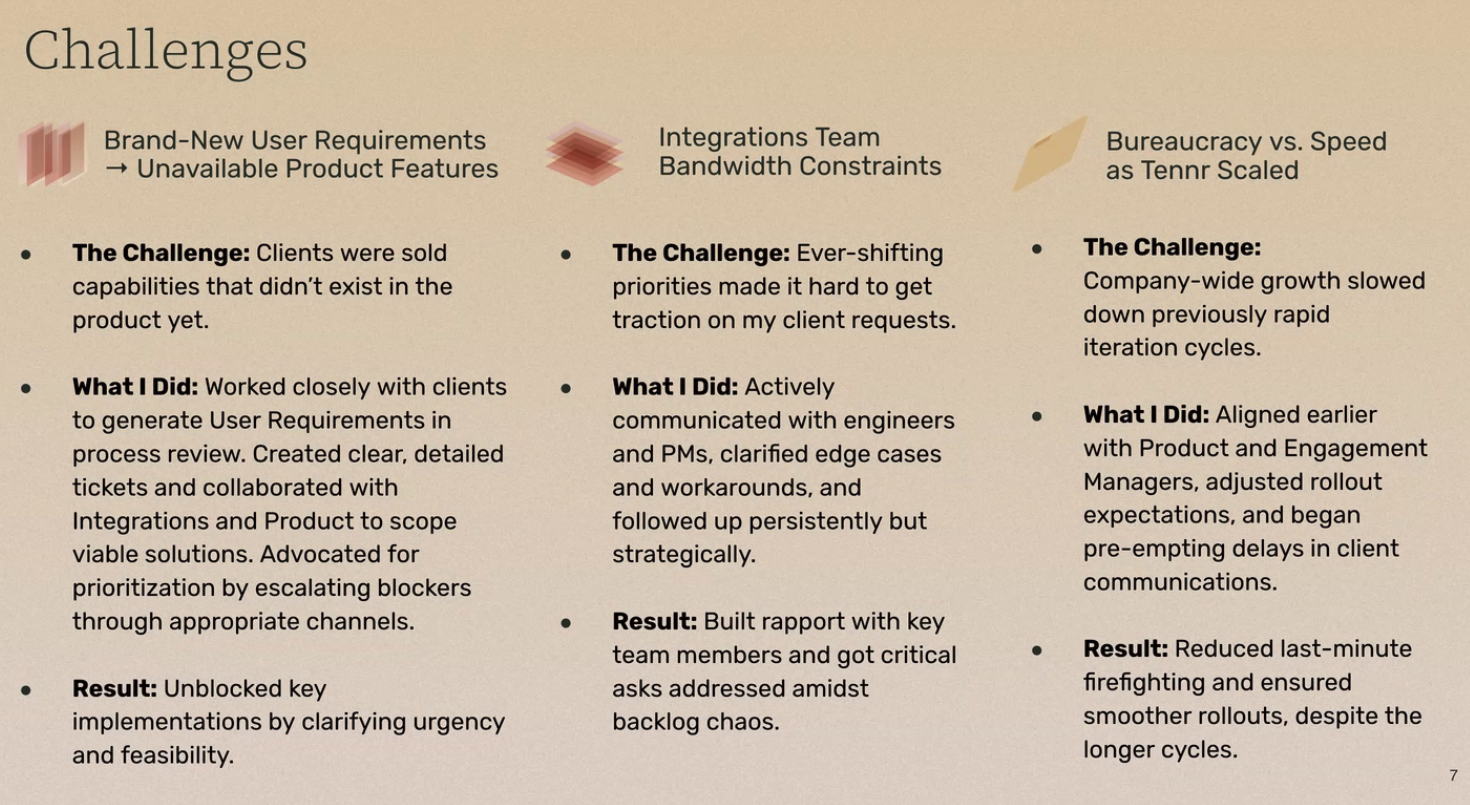 Challenges
Brand-New User Requirements
→ Unavailable Product Features
● The Challenge: Clients were sold
capabilities that didn’t exist in the
product yet.
● What I Did: Worked closely with clients
to generate User Requirements in
process review. Created clear, detailed
tickets and collaborated with
Integrations and Product to scope
viable solutions. Advocated for
prioritization by escalating blockers
through appropriate channels.
● Result: Unblocked key
implementations by clarifying urgency
and feasibility.
Integrations Team
Bandwidth Constraints
● The Challenge: Ever-shifting
priorities made it hard to get
traction on my client requests.
● What I Did: Actively
communicated with engineers
and PMs, clarified edge cases
and workarounds, and
followed up persistently but
strategically.
● Result: Built rapport with key
team members and got critical
asks addressed amidst
backlog chaos.
Bureaucracy vs. Speed
as Tennr Scaled
● The Challenge:
Company-wide growth slowed
down previously rapid
iteration cycles.
● What I Did: Aligned earlier
with Product and Engagement
Managers, adjusted rollout
expectations, and began
pre-empting delays in client
communications.
● Result: Reduced last-minute
firefighting and ensured
smoother rollouts, despite the
longer cycles.
7